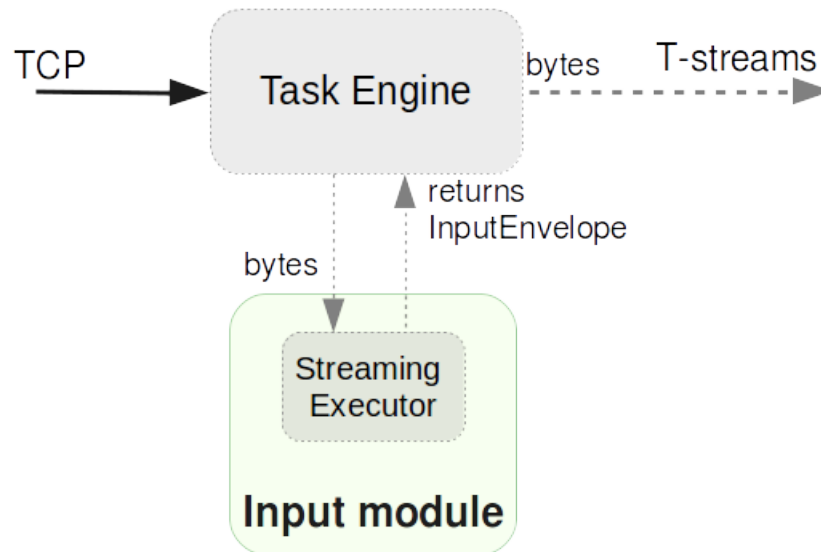 TCP
Task Engine
bytes
T-streams
returns
InputEnvelope
bytes
Streaming
Executor
Input module